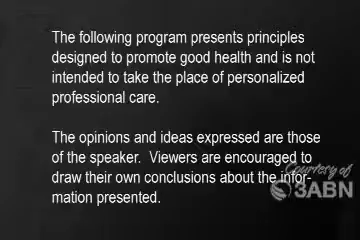 The following program presents principles
designed to promote good health and is not
intended to take the place of personalized
professional care.
The opinions and ideas expressed are those
of the speaker.  Viewers are encouraged to
draw their own conclusions about the infor-
mation presented.
Courtesy of
3ABN